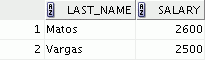 LAST_NAME SALARY
1 Matos 2600
2 Vargas 2500